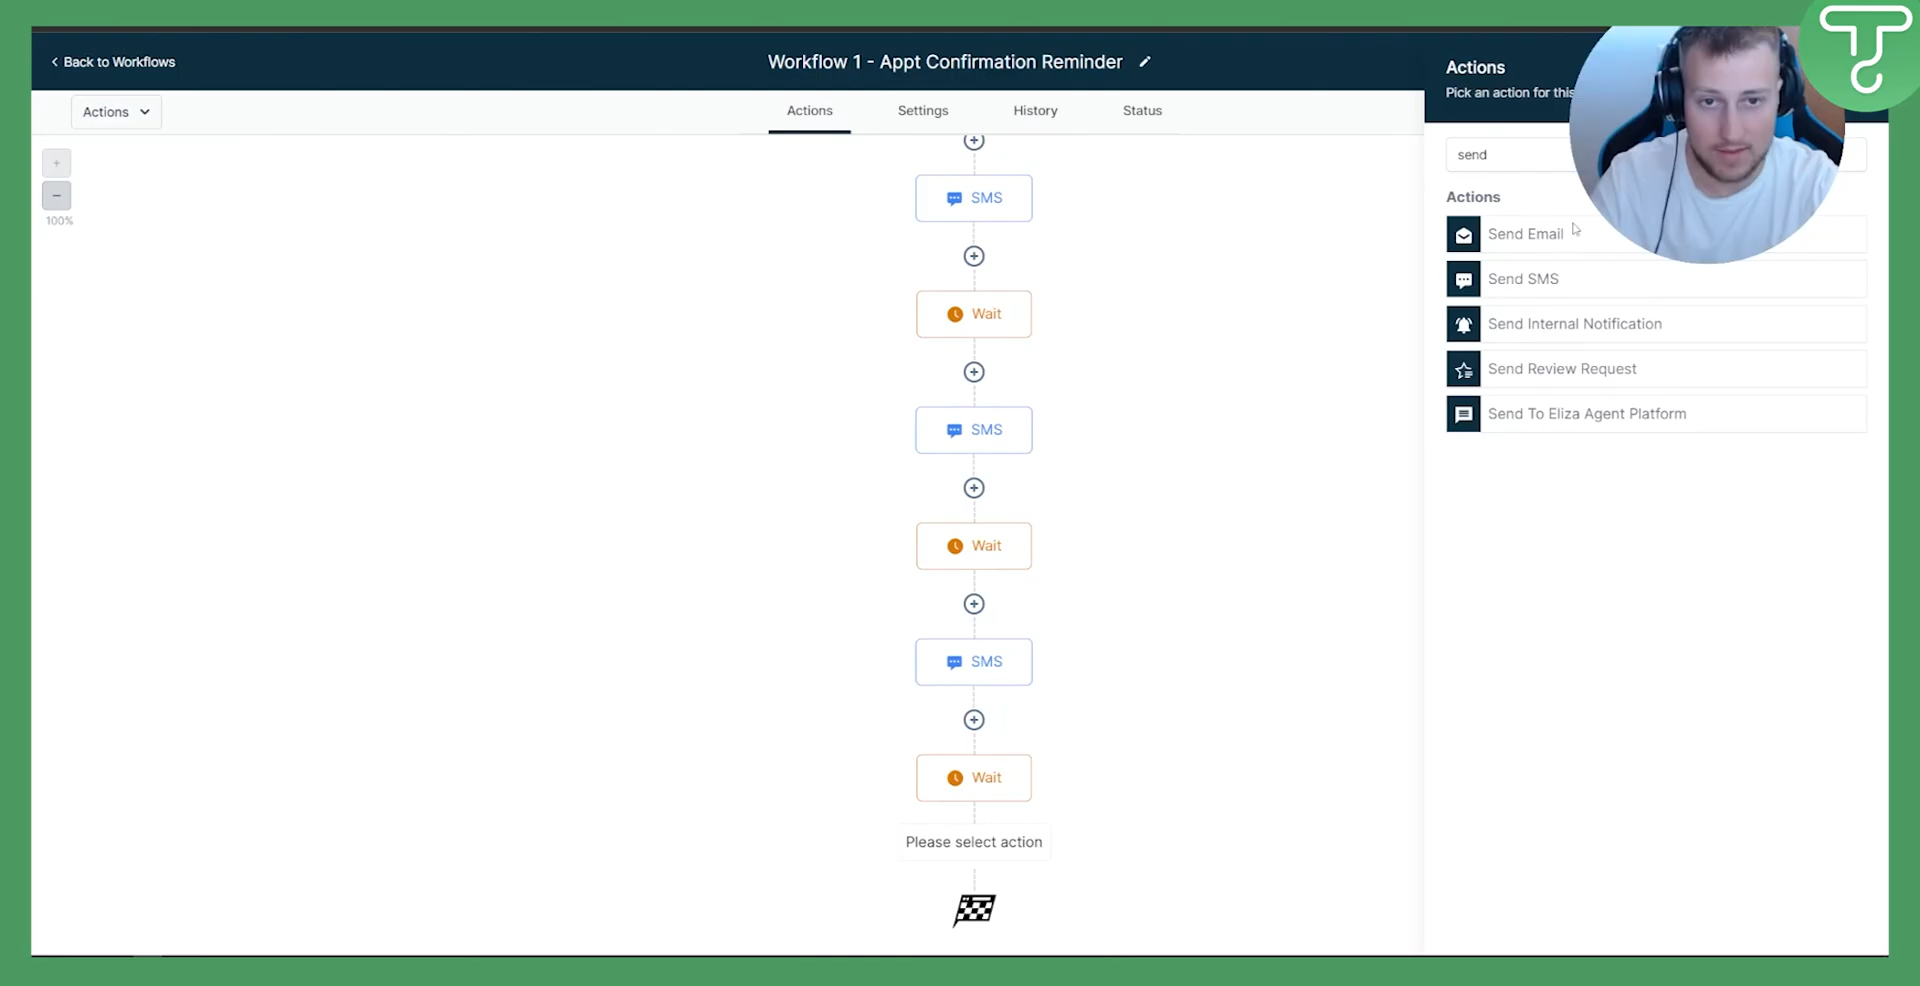 Back to Workflows
Workflow 1 - Appt Confirmation Reminder
Actions
Pick an action for this
Actions
Actions
Settings
History
Status
100%
send
Actions
Send Email
Send SMS
Send Internal Notification
Send Review Request
Send To Eliza Agent Platform
SMS
Wait
SMS
Wait
SMS
Wait
Please select action